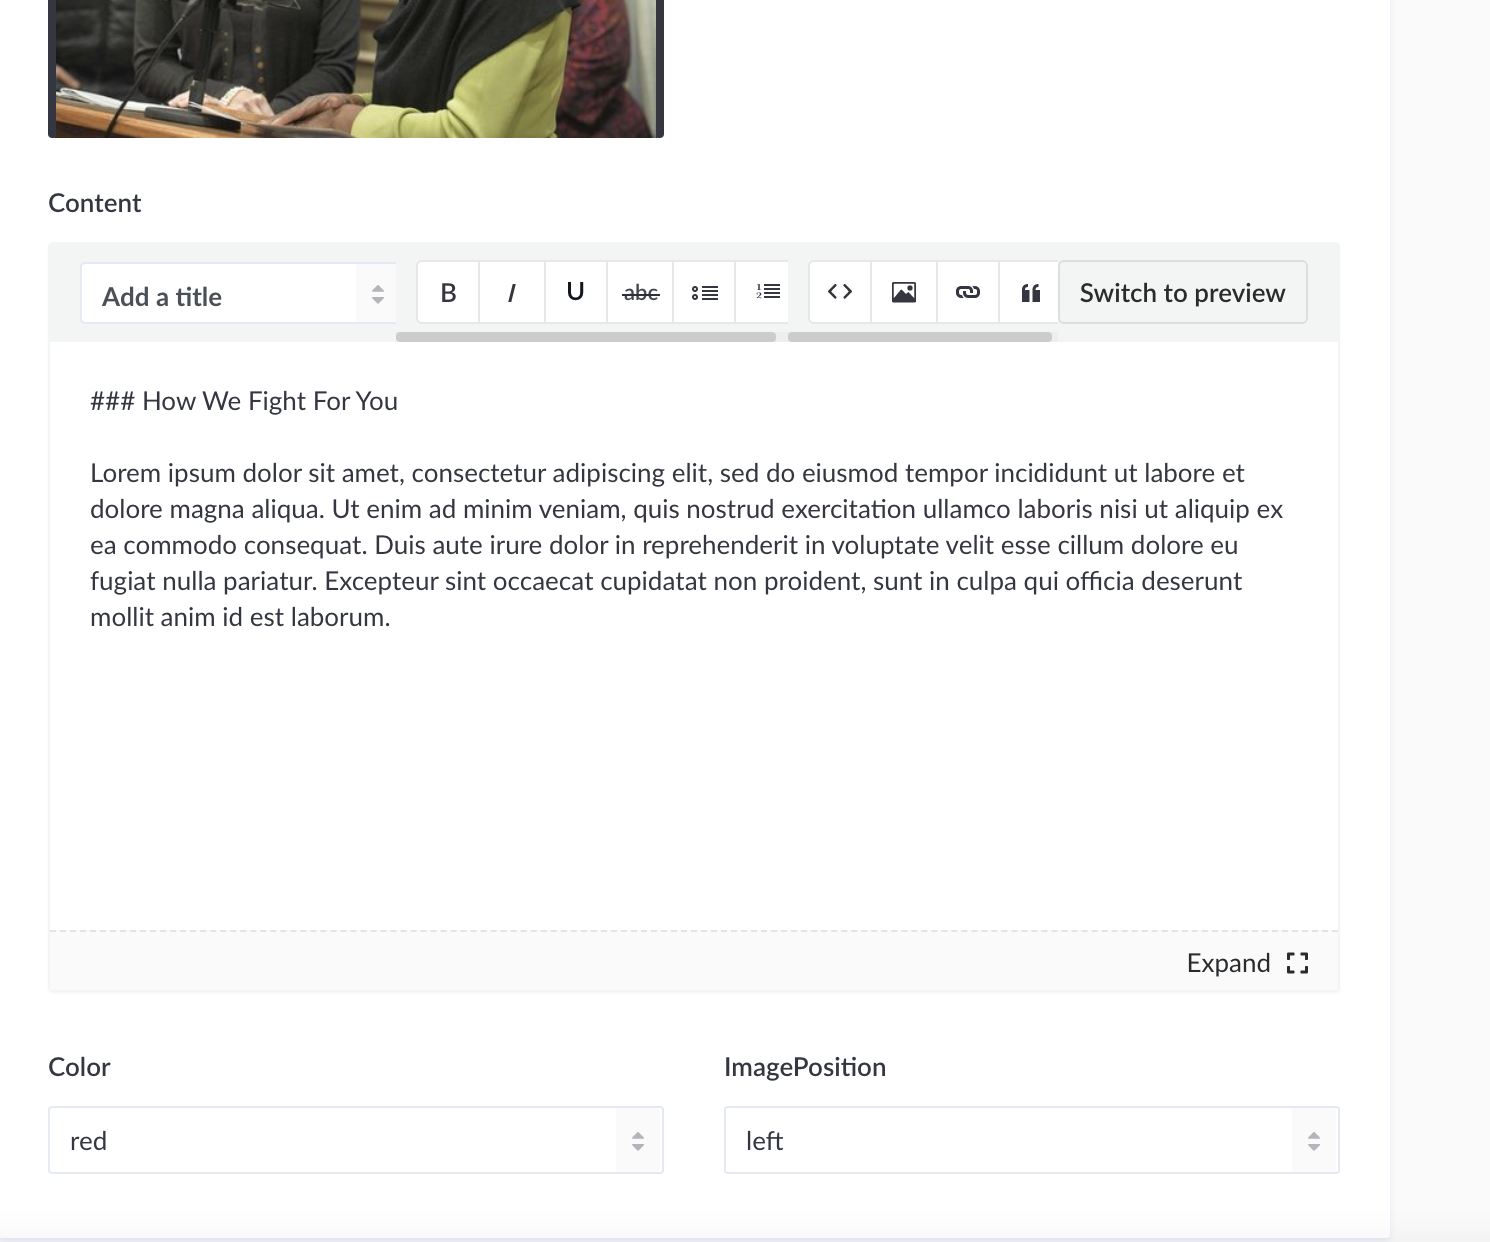 Content
Add a title
B I U abc Switch to preview
### How We Fight For You
Lorem ipsum dolor sit amet, consectetur adipiscing elit, sed do eiusmod tempor incididunt ut labore et
dolore magna aliqua. Ut enim ad minim veniam, quis nostrud exercitation ullamco laboris nisi ut aliquip ex
ea commodo consequat. Duis aute irure dolor in reprehenderit in voluptate velit esse cillum dolore eu
fugiat nulla pariatur. Excepteur sint occaecat cupidatat non proident, sunt in culpa qui officia deserunt
mollit anim id est laborum.
Expand
Color
ImagePosition
red
left